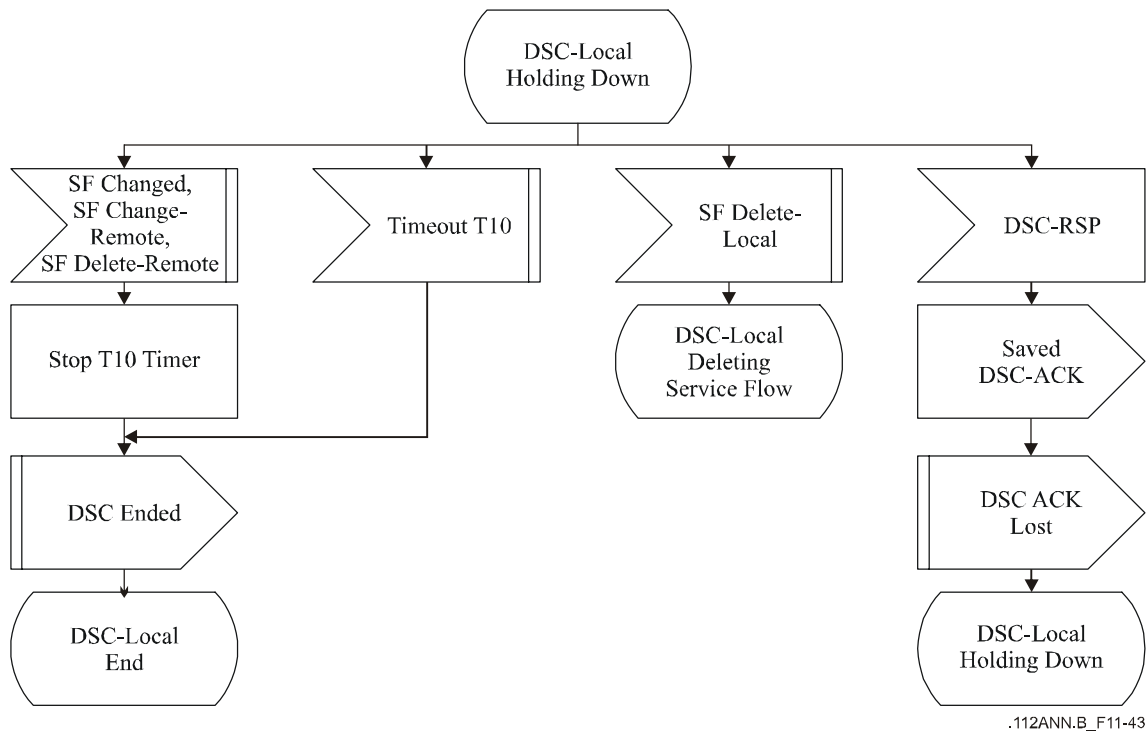 DSC-Local
Holding Down
SF Changed,
SF Change-
Remote,
SF Delete-Remote
Timeout T10
SF Delete-
Local
DSC-RSP
Stop T10 Timer
DSC-Local
Deleting
Service Flow
Saved
DSC-ACK
DSC Ended
DSC ACK
Lost
DSC-Local
End
DSC-Local
Holding Down
.112ANN.B_F11-43